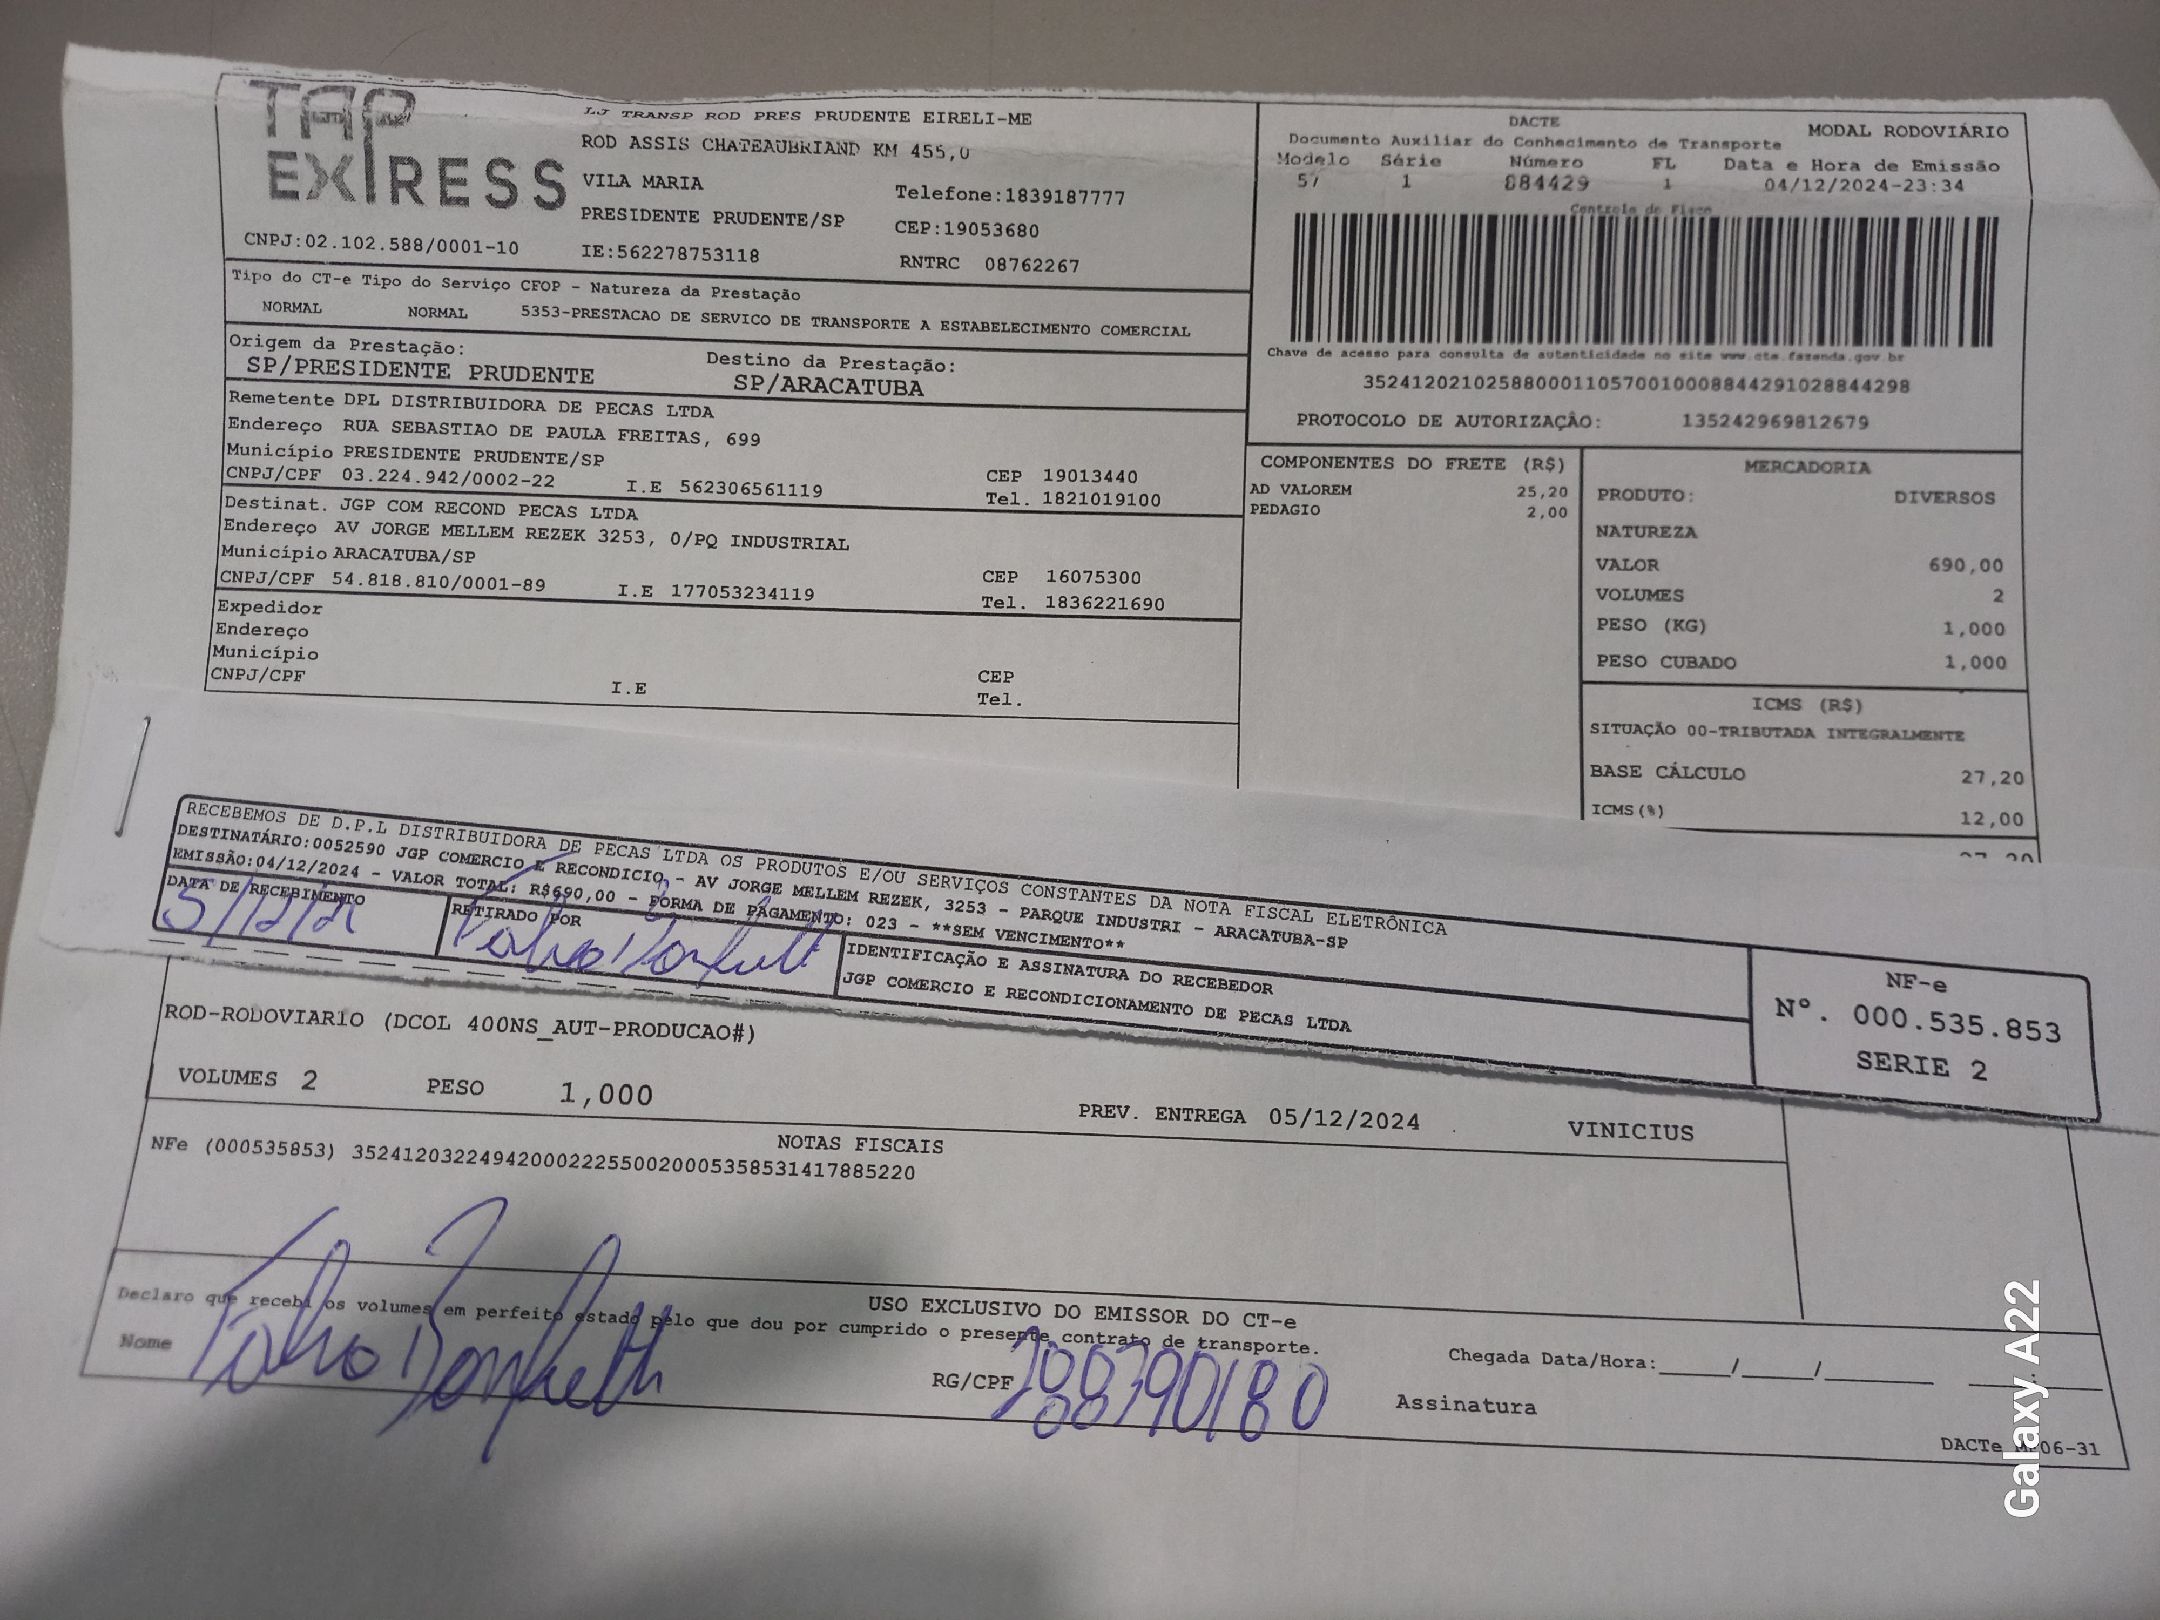 TAP EXPRESS
LJ TRANSP ROD PRES PRUDENTE EIRELI-ME
ROD ASSIS CHATEAUBRIAND KM 455,0
VILA MARIA Telefone:1839187777
PRESIDENTE PRUDENTE/SP CEP:19053680
CNPJ:02.102.588/0001-10 IE:562278753118 RNTRC 08762267
DACTE MODAL RODOVIÁRIO
Documento Auxiliar do Conhecimento de Transporte
Modelo Série Número FL Data e Hora de Emissão
57 1 884429 1 04/12/2024-23:34
Controle do Fisco
Chave de acesso para consulta de autenticidade no site www.cte.fazenda.gov.br
35241202102588000110570010008844291028844298
PROTOCOLO DE AUTORIZAÇÃO: 135242969812679
Tipo do CT-e Tipo do Serviço CFOP - Natureza da Prestação
NORMAL NORMAL 5353-PRESTACAO DE SERVICO DE TRANSPORTE A ESTABELECIMENTO COMERCIAL
Origem da Prestação: Destino da Prestação:
SP/PRESIDENTE PRUDENTE SP/ARACATUBA
Remetente DPL DISTRIBUIDORA DE PECAS LTDA
Endereço RUA SEBASTIAO DE PAULA FREITAS, 699
Município PRESIDENTE PRUDENTE/SP CEP 19013440
CNPJ/CPF 03.224.942/0002-22 I.E 562306561119 Tel. 1821019100
Destinat. JGP COM RECOND PECAS LTDA
Endereço AV JORGE MELLEM REZEK 3253, 0/PQ INDUSTRIAL
Município ARACATUBA/SP CEP 16075300
CNPJ/CPF 54.818.810/0001-89 I.E 177053234119 Tel. 1836221690
Expedidor
Endereço
Município CEP
CNPJ/CPF I.E Tel.
COMPONENTES DO FRETE (R$)
AD VALOREM 25,20
PEDAGIO 2,00
MERCADORIA
PRODUTO: DIVERSOS
NATUREZA
VALOR 690,00
VOLUMES 2
PESO (KG) 1,000
PESO CUBADO 1,000
ICMS (R$)
SITUAÇÃO 00-TRIBUTADA INTEGRALMENTE
BASE CÁLCULO 27,20
ICMS(%) 12,00
RECEBEMOS DE D.P.L DISTRIBUIDORA DE PECAS LTDA OS PRODUTOS E/OU SERVIÇOS CONSTANTES DA NOTA FISCAL ELETRÔNICA
DESTINATÁRIO:0052590 JGP COMERCIO E RECONDICIO - AV JORGE MELLEM REZEK, 3253 - PARQUE INDUSTRI - ARACATUBA-SP
EMISSÃO:04/12/2024 - VALOR TOTAL: R$690,00 - FORMA DE PAGAMENTO: 023 - **SEM VENCIMENTO**
DATA DE RECEBIMENTO RETIRADO POR IDENTIFICAÇÃO E ASSINATURA DO RECEBEDOR
5/12/24
JGP COMERCIO E RECONDICIONAMENTO DE PECAS LTDA
NF-e
Nº. 000.535.853
SERIE 2
ROD-RODOVIARIO (DCOL 400NS_AUT-PRODUCAO#)
VOLUMES 2 PESO 1,000 PREV. ENTREGA 05/12/2024 VINICIUS
NOTAS FISCAIS
NFe (000535853) 35241203224942000222550020005358531417885220
USO EXCLUSIVO DO EMISSOR DO CT-e
Declaro que recebi os volumes em perfeito estado pelo que dou por cumprido o presente contrato de transporte.
Nome RG/CPF Chegada Data/Hora:_____/_____/_____
Assinatura
DACTe
Galaxy A22